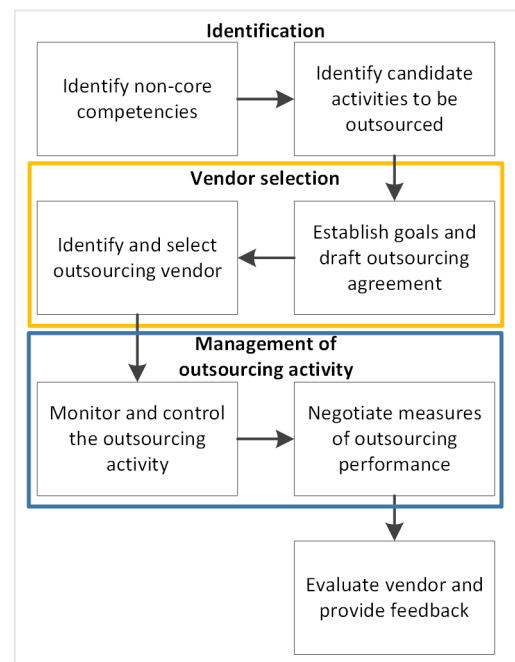 Identification
Identify non-core
competencies
Identify candidate
activities to be
outsourced
Vendor selection
Identify and select
outsourcing vendor
Establish goals and
draft outsourcing
agreement
Management of
outsourcing activity
Monitor and control
the outsourcing
activity
Negotiate measures
of outsourcing
performance
Evaluate vendor and
provide feedback